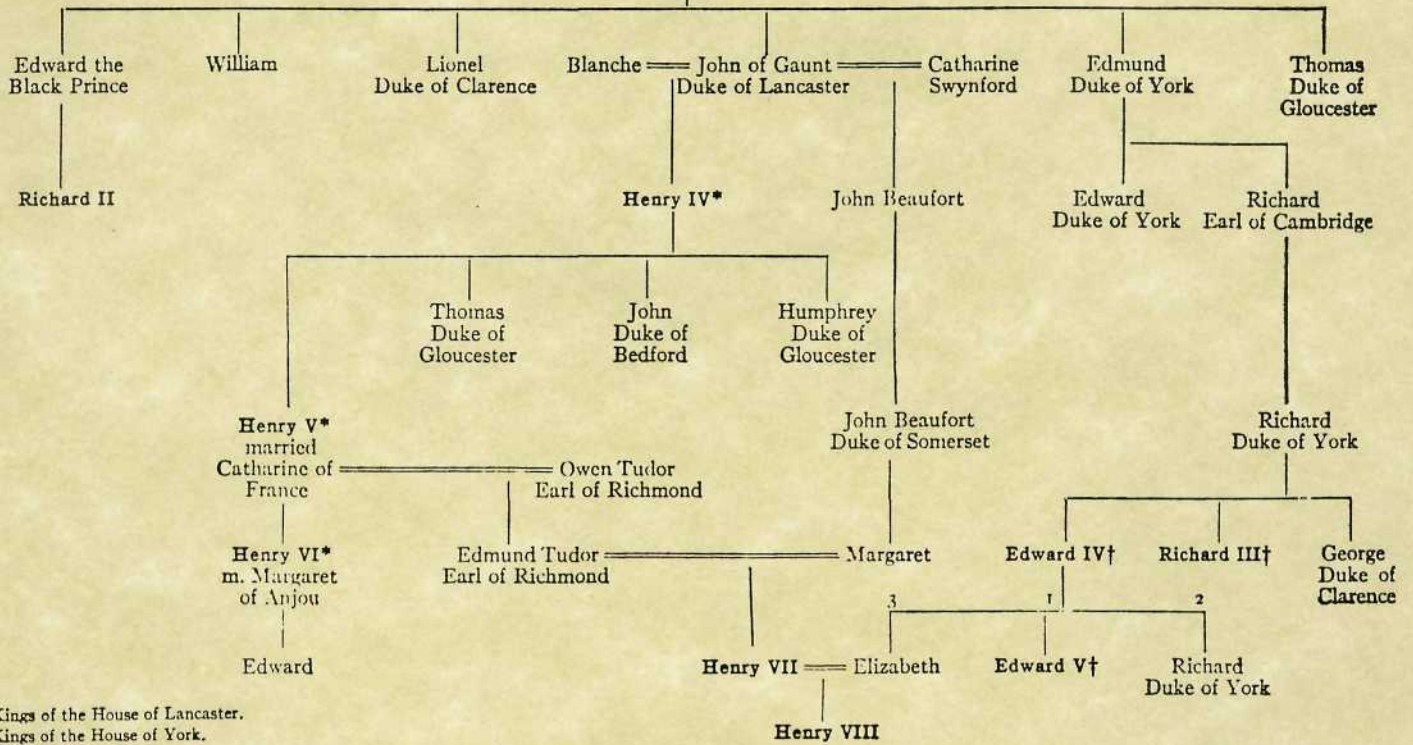 Edward the
Black Prince
William
Lionel
Duke of Clarence
Blanche
John of Gaunt
Duke of Lancaster
Catharine
Swynford
Edmund
Duke of York
Thomas
Duke of
Gloucester
Richard II
Henry IV*
John Beaufort
Edward
Duke of York
Richard
Earl of Cambridge
Thomas
Duke of
Gloucester
John
Duke of
Bedford
Humphrey
Duke of
Gloucester
Henry V*
married
Catharine of
France
Owen Tudor
Earl of Richmond
John Beaufort
Duke of Somerset
Richard
Duke of York
Henry VI*
m. Margaret
of Anjou
Edmund Tudor
Earl of Richmond
Margaret
Edward IV†
Richard III†
George
Duke of
Clarence
3
1
2
Edward
Henry VII
Elizabeth
Edward V†
Richard
Duke of York
Henry VIII
of the House of Lancaster.
of the House of York.